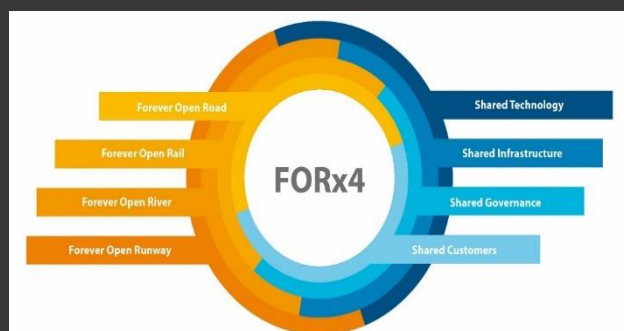 Forever Open Road
Forever Open Rail
Forever Open River
Forever Open Runway
FORx4
Shared Technology
Shared Infrastructure
Shared Governance
Shared Customers